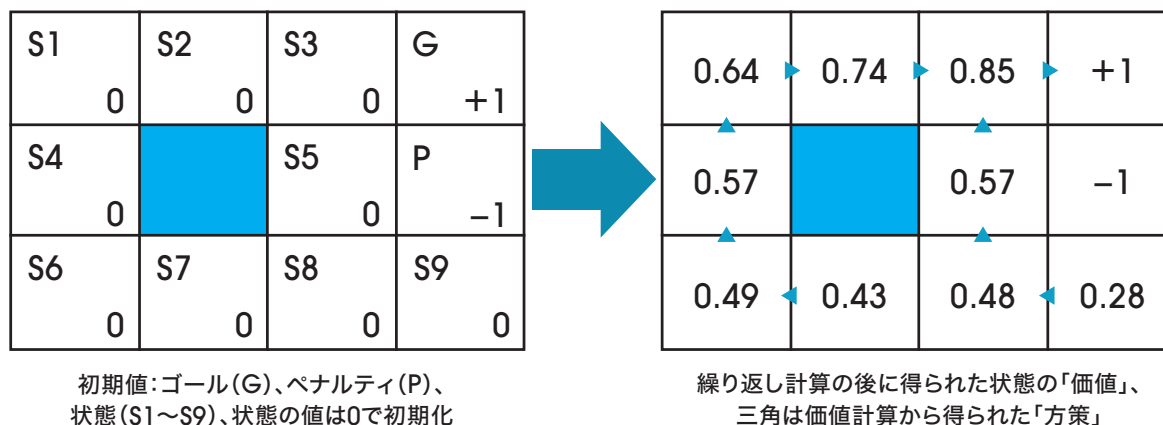 S1 S2 S3 G
0 0 0 +1
S4 S5 P
0 0 −1
S6 S7 S8 S9
0 0 0 0
初期値:ゴール(G)、ペナルティ(P)、
状態(S1〜S9)、状態の値は0で初期化
0.64 0.74 0.85 +1
0.57 0.57 −1
0.49 0.43 0.48 0.28
繰り返し計算の後に得られた状態の「価値」、
三角は価値計算から得られた「方策」